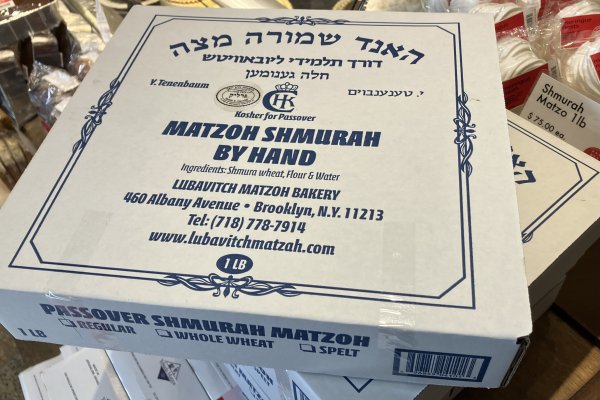 האנד שמורה מצה
דורך תלמידי ליובאוויטש
חלה גענומען
Y. Tenenbaum
י. טענענבוים
CHK
Kosher for Passover
MATZOH SHMURAH
BY HAND
Ingredients: Shmura wheat, Flour & Water
LUBAVITCH MATZOH BAKERY
460 Albany Avenue • Brooklyn, N.Y. 11213
Tel: (718) 778-7914
www.lubavitchmatzah.com
1 LB
PASSOVER SHMURAH MATZOH
1 LB
REGULAR
WHOLE WHEAT
SPELT
Shmurah
Matzo 1lb
$75.00 ea.